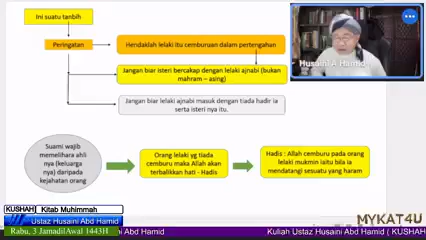 Ini suatu tanbih
Peringatan
Hendaklah lelaki itu cemburuan dalam pertengahan
Jangan biar isteri bercakap dengan lelaki ajnabi (bukan
mahram – asing)
Jangan biar lelaki ajnabi masuk dengan tiada hadir ia
serta isteri nya itu.
Suami wajib
memelihara ahli
nya (keluarga
nya) daripada
kejahatan orang
Orang lelaki yg tiada
cemburu maka Allah akan
terbalikkan hati - Hadis
Hadis : Allah cemburu pada orang
lelaki mukmin iaitu bila ia
mendatangi sesuatu yang haram
Husaini A Hamid
MYKAT4U
KUSHAH Kitab Muhimmah
Ustaz Husaini Abd Hamid
Rabu, 3 JamadilAwal 1443H
ini Abd Hamid
Kuliah Ustaz Husaini Abd Hamid ( KUSHAH